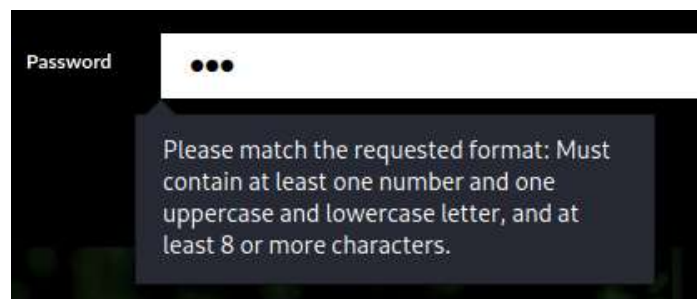 Password
●●●
Please match the requested format: Must
contain at least one number and one
uppercase and lowercase letter, and at
least 8 or more characters.